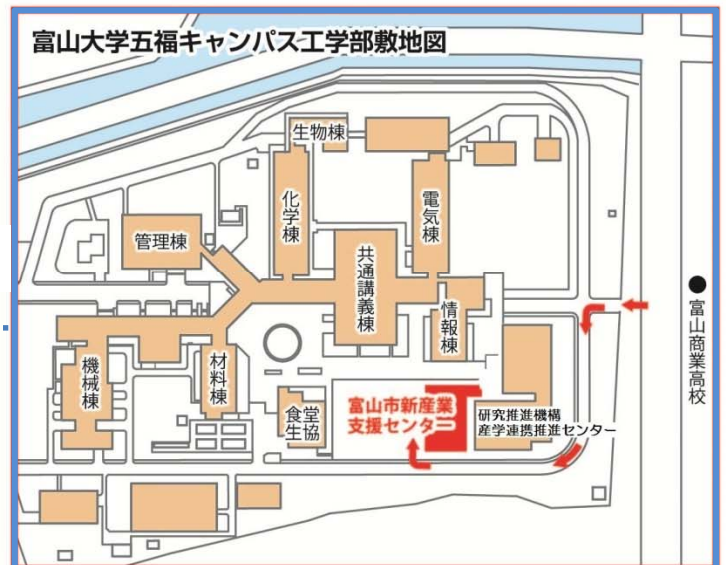 富山大学五福キャンパス工学部敷地図
生物棟
化学棟
電気棟
管理棟
共通講義棟
情報棟
機械棟
材料棟
食堂
生協
富山市新産業
支援センター
研究推進機構
産学連携推進センター
●富山商業高校